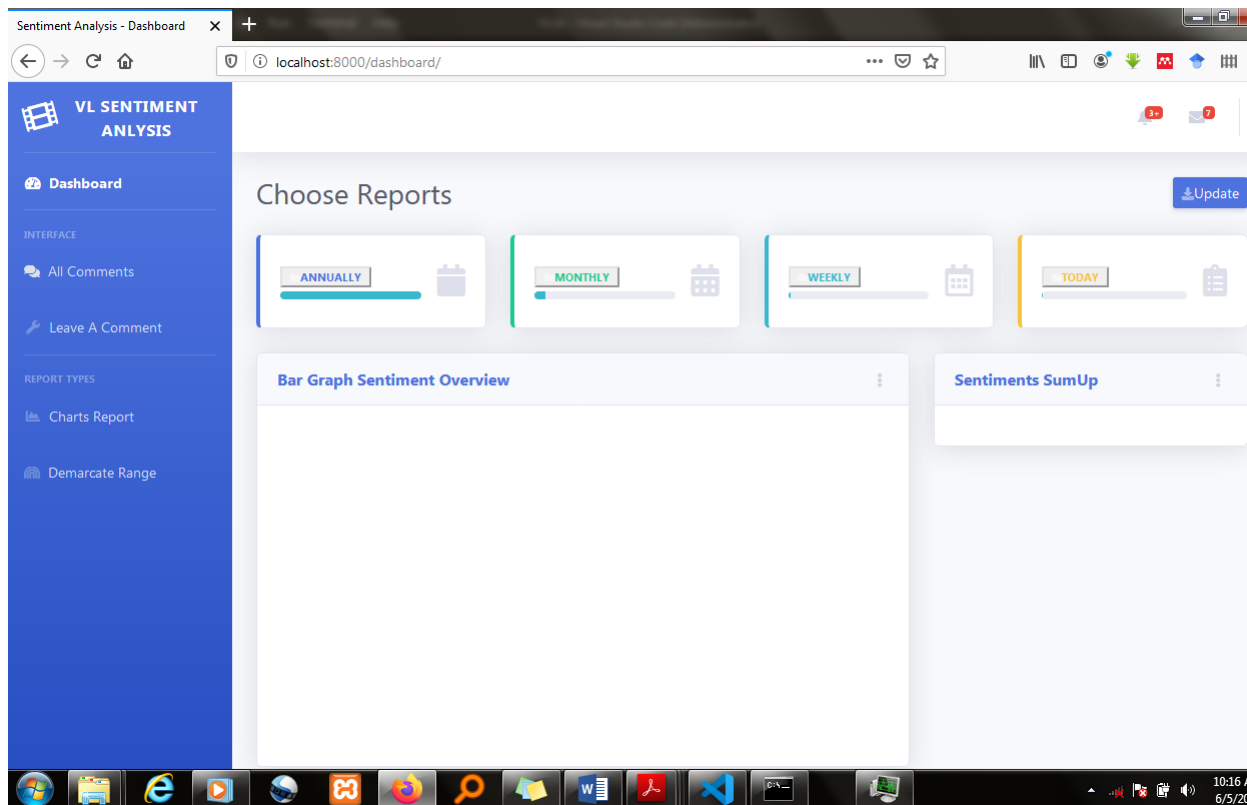 Sentiment Analysis - Dashboard
localhost:8000/dashboard/
VL SENTIMENT
ANLYSIS
3+
7
Dashboard
Choose Reports
Update
INTERFACE
All Comments
ANNUALLY
MONTHLY
WEEKLY
TODAY
Leave A Comment
REPORT TYPES
Bar Graph Sentiment Overview
Sentiments SumUp
Charts Report
Demarcate Range
10:16 A
6/5/20